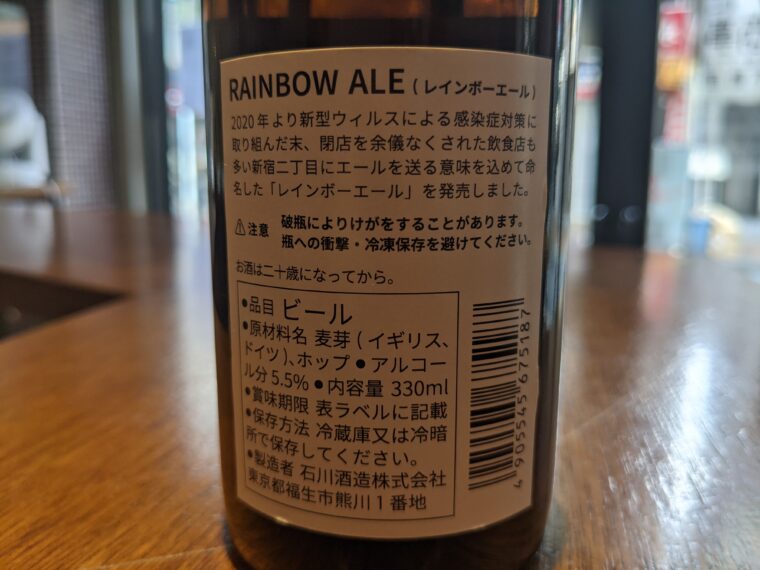 RAINBOW ALE (レインボーエール)
2020年より新型ウィルスによる感染症対策に
取り組んだ末、閉店を余儀なくされた飲食店も
多い新宿二丁目にエールを送る意味を込めて命
名した「レインボーエール」を発売しました。
⚠注意 破瓶によりけがをすることがあります。
瓶への衝撃・冷凍保存を避けてください。
お酒は二十歳になってから。
●品目 ビール
●原材料名 麦芽(イギリス、
ドイツ)、ホップ●アルコー
ル分5.5%●内容量 330ml
●賞味期限 表ラベルに記載
●保存方法 冷蔵庫又は冷暗
所で保存してください。
●製造者 石川酒造株式会社
東京都福生市熊川1番地
4 905545 675187